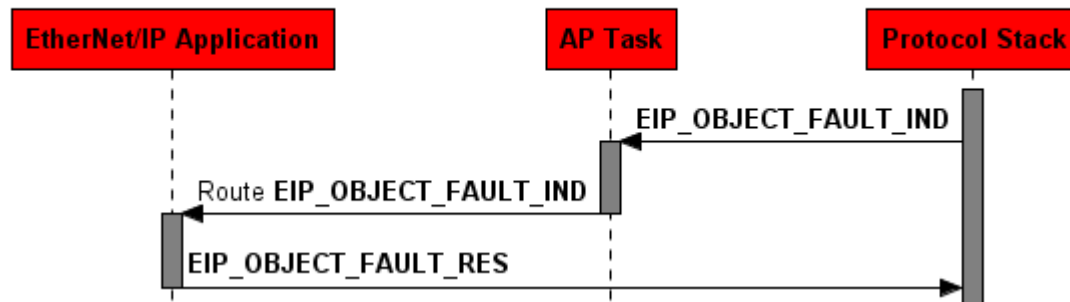 EtherNet/IP Application
AP Task
Protocol Stack
EIP_OBJECT_FAULT_IND
Route EIP_OBJECT_FAULT_IND
EIP_OBJECT_FAULT_RES